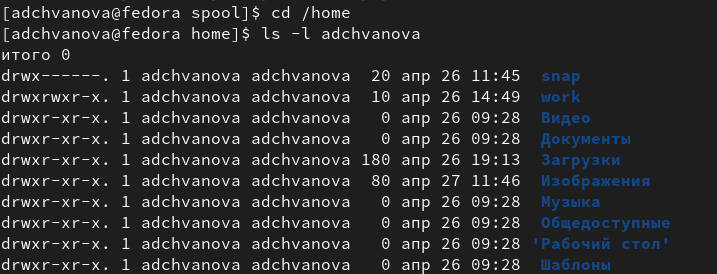 [adchvanova@fedora spool]$ cd /home
[adchvanova@fedora home]$ ls -l adchvanova
итого 0
drwx------. 1 adchvanova adchvanova  20 апр 26 11:45  snap
drwxrwxr-x. 1 adchvanova adchvanova  10 апр 26 14:49  work
drwxr-xr-x. 1 adchvanova adchvanova   0 апр 26 09:28  Видео
drwxr-xr-x. 1 adchvanova adchvanova   0 апр 26 09:28  Документы
drwxr-xr-x. 1 adchvanova adchvanova 180 апр 26 19:13  Загрузки
drwxr-xr-x. 1 adchvanova adchvanova  80 апр 27 11:46  Изображения
drwxr-xr-x. 1 adchvanova adchvanova   0 апр 26 09:28  Музыка
drwxr-xr-x. 1 adchvanova adchvanova   0 апр 26 09:28  Общедоступные
drwxr-xr-x. 1 adchvanova adchvanova   0 апр 26 09:28 'Рабочий стол'
drwxr-xr-x. 1 adchvanova adchvanova   0 апр 26 09:28  Шаблоны